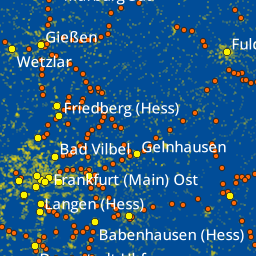 Gießen
Wetzlar
Friedberg (Hess)
Bad Vilbel
Gelnhausen
Frankfurt (Main) Ost
Langen (Hess)
Babenhausen (Hess)